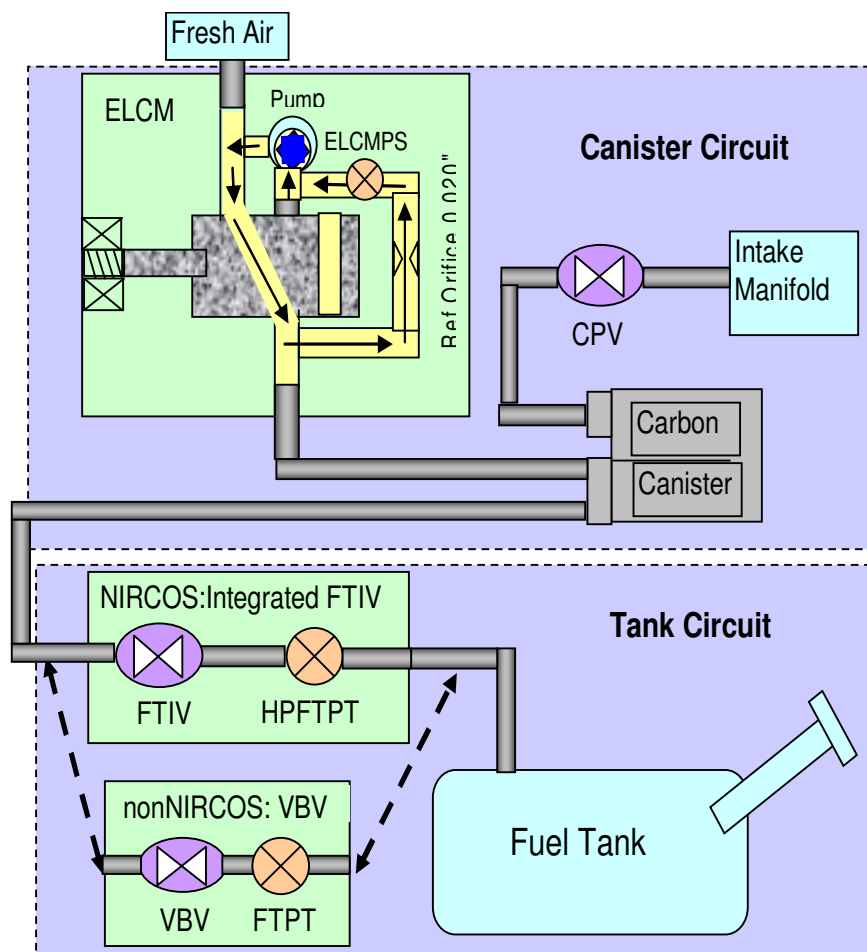 Fresh Air
ELCM
Pump
ELCMPS
Canister Circuit
Ref Orifice 0.020"
Intake
Manifold
CPV
Carbon
Canister
NIRCOS:Integrated FTIV
Tank Circuit
FTIV
HPFTPT
nonNIRCOS: VBV
VBV
FTPT
Fuel Tank